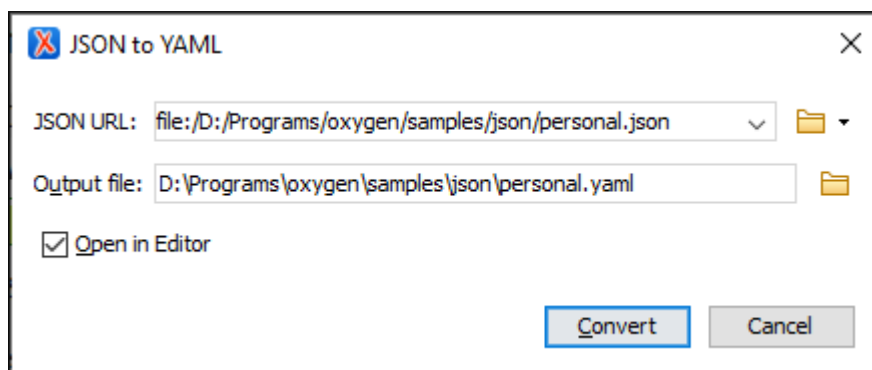 JSON to YAML
JSON URL: file:/D:/Programs/oxygen/samples/json/personal.json
Output file: D:\Programs\oxygen\samples\json\personal.yaml
Open in Editor
Convert Cancel